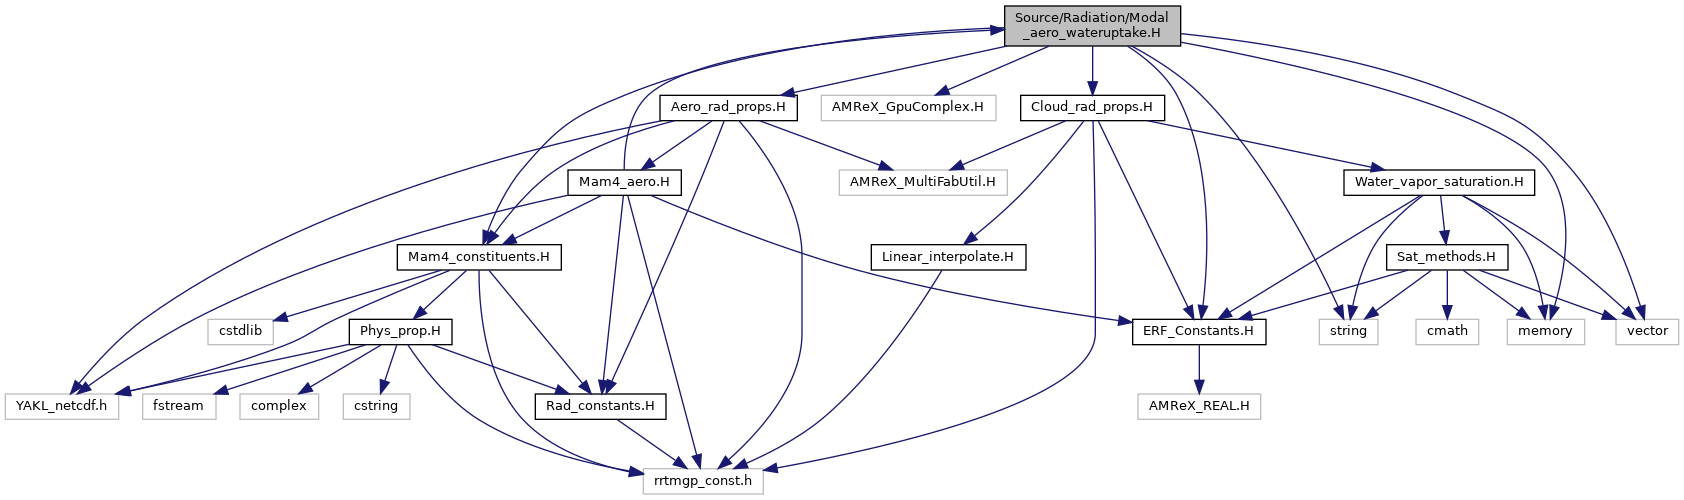 Source/Radiation/Modal
_aero_wateruptake.H
Aero_rad_props.H
AMReX_GpuComplex.H
Cloud_rad_props.H
Mam4_aero.H
AMReX_MultiFabUtil.H
Water_vapor_saturation.H
Mam4_constituents.H
Linear_interpolate.H
Sat_methods.H
cstdlib
Phys_prop.H
ERF_Constants.H
string
cmath
memory
vector
YAKL_netcdf.h
fstream
complex
cstring
Rad_constants.H
AMReX_REAL.H
rrtmgp_const.h